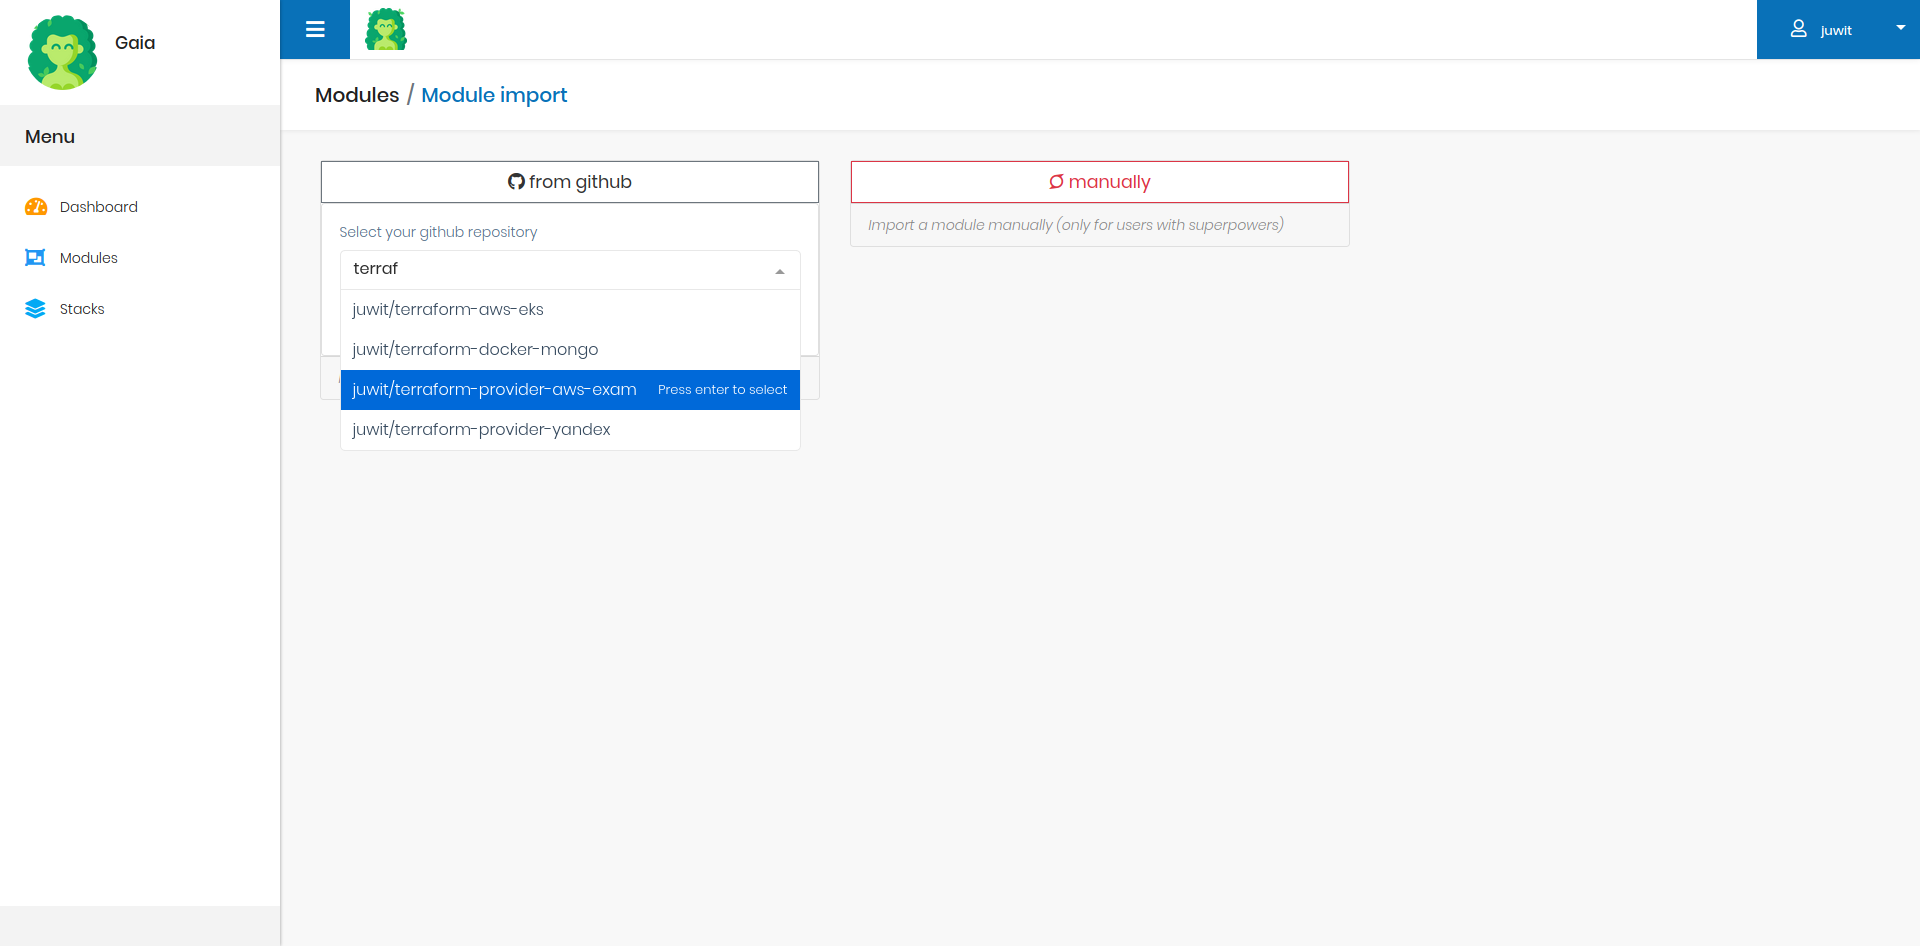 Gaia
juwit
Menu
Dashboard
Modules
Stacks
Modules / Module import
from github
Select your github repository
terraf
juwit/terraform-aws-eks
juwit/terraform-docker-mongo
juwit/terraform-provider-aws-exam Press enter to select
juwit/terraform-provider-yandex
manually
Import a module manually (only for users with superpowers)